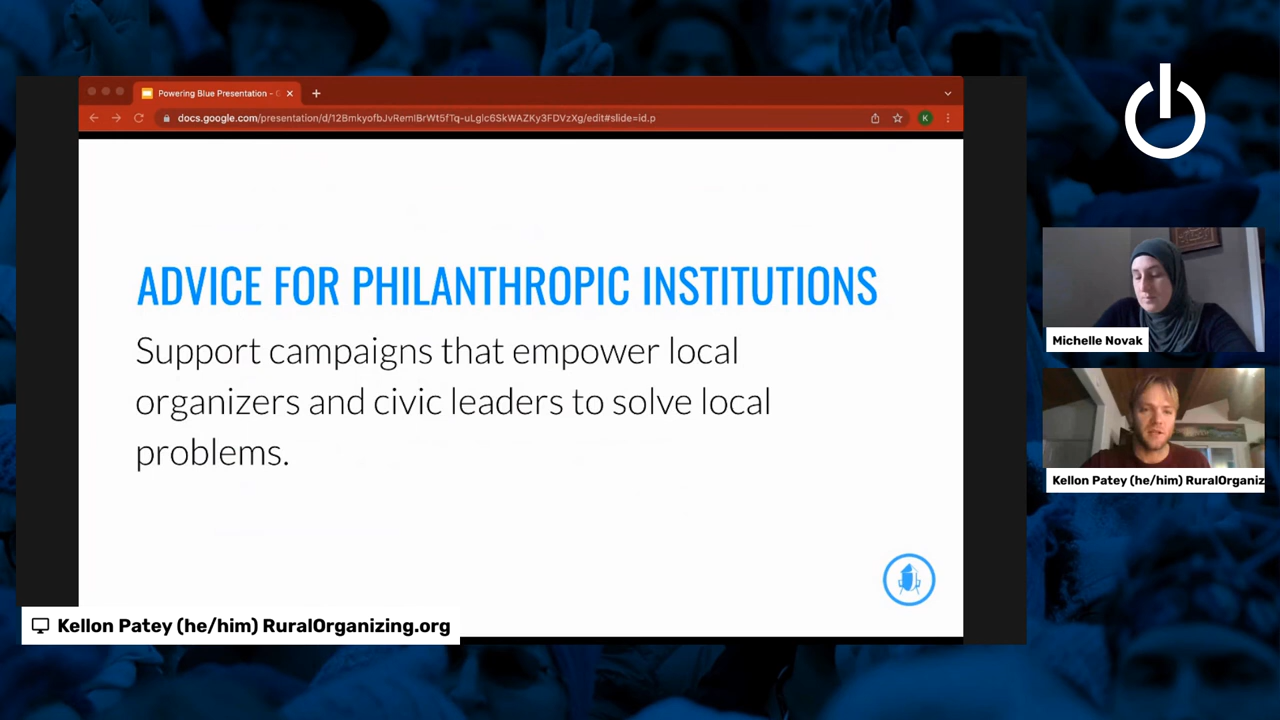 Powering Blue Presentation - G
docs.google.com/presentation/d/12BmkyofbJvRemIBrWt5fTq-uLgIc6SkWAZKy3FDVzXg/edit#slide=id.p
K
ADVICE FOR PHILANTHROPIC INSTITUTIONS
Support campaigns that empower local
organizers and civic leaders to solve local
problems.
Kellon Patey (he/him) RuralOrganizing.org
Michelle Novak
Kellon Patey (he/him) RuralOrganiz